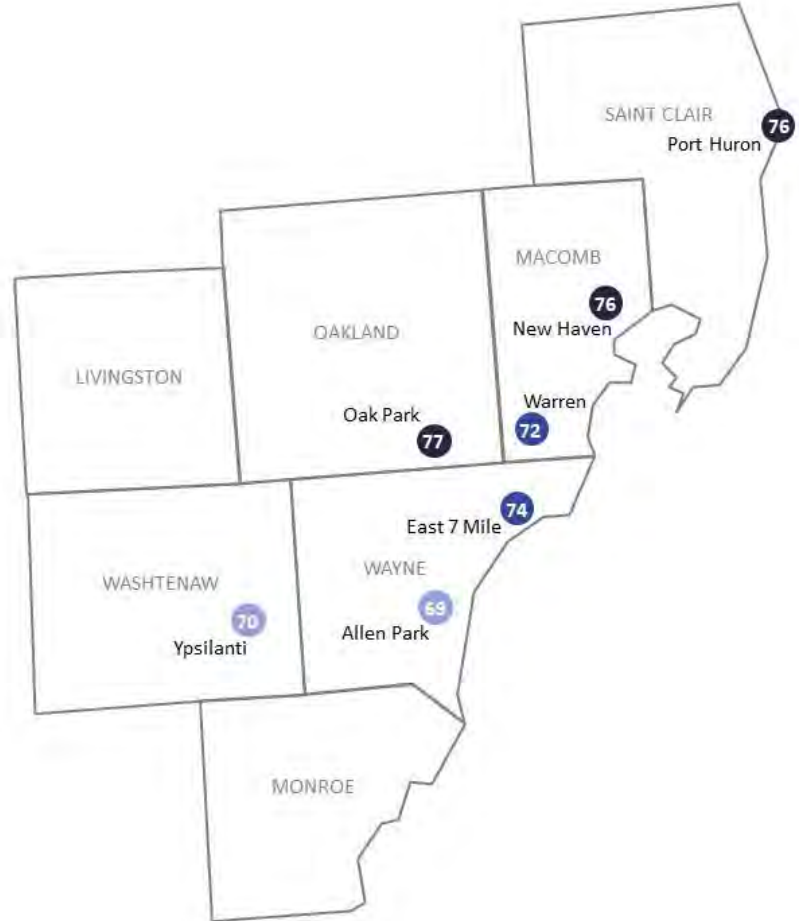 SAINT CLAIR
76
Port Huron
MACOMB
76
New Haven
OAKLAND
LIVINGSTON
Warren
72
Oak Park
77
74
East 7 Mile
WAYNE
WASHTENAW
69
Allen Park
70
Ypsilanti
MONROE